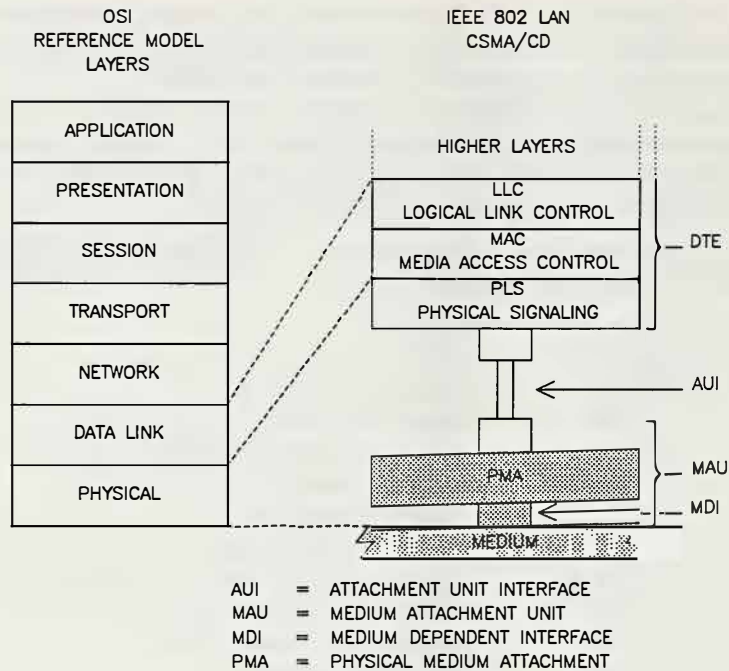 OSI
REFERENCE MODEL
LAYERS
APPLICATION
PRESENTATION
SESSION
TRANSPORT
NETWORK
DATA LINK
PHYSICAL
IEEE 802 LAN
CSMA/CD
HIGHER LAYERS
LLC
LOGICAL LINK CONTROL
MAC
MEDIA ACCESS CONTROL
PLS
PHYSICAL SIGNALING
DTE
AUI
PMA
MAU
MDI
MEDIUM
AUI = ATTACHMENT UNIT INTERFACE
MAU = MEDIUM ATTACHMENT UNIT
MDI = MEDIUM DEPENDENT INTERFACE
PMA = PHYSICAL MEDIUM ATTACHMENT